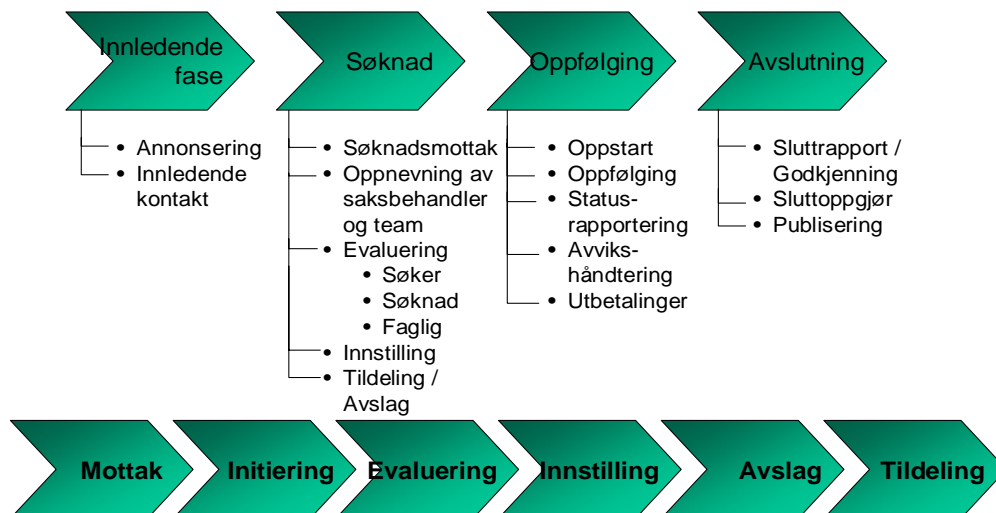 Innledende
fase
Søknad
Oppfølging
Avslutning
• Annonsering
• Innledende
kontakt
• Søknadsmottak
• Oppnevning av
saksbehandler
og team
• Evaluering
• Søker
• Søknad
• Faglig
• Innstilling
• Tildeling /
Avslag
• Oppstart
• Oppfølging
• Status-
rapportering
• Avviks-
håndtering
• Utbetalinger
• Sluttrapport /
Godkjenning
• Sluttoppgjør
• Publisering
Mottak
Initiering
Evaluering
Innstilling
Avslag
Tildeling